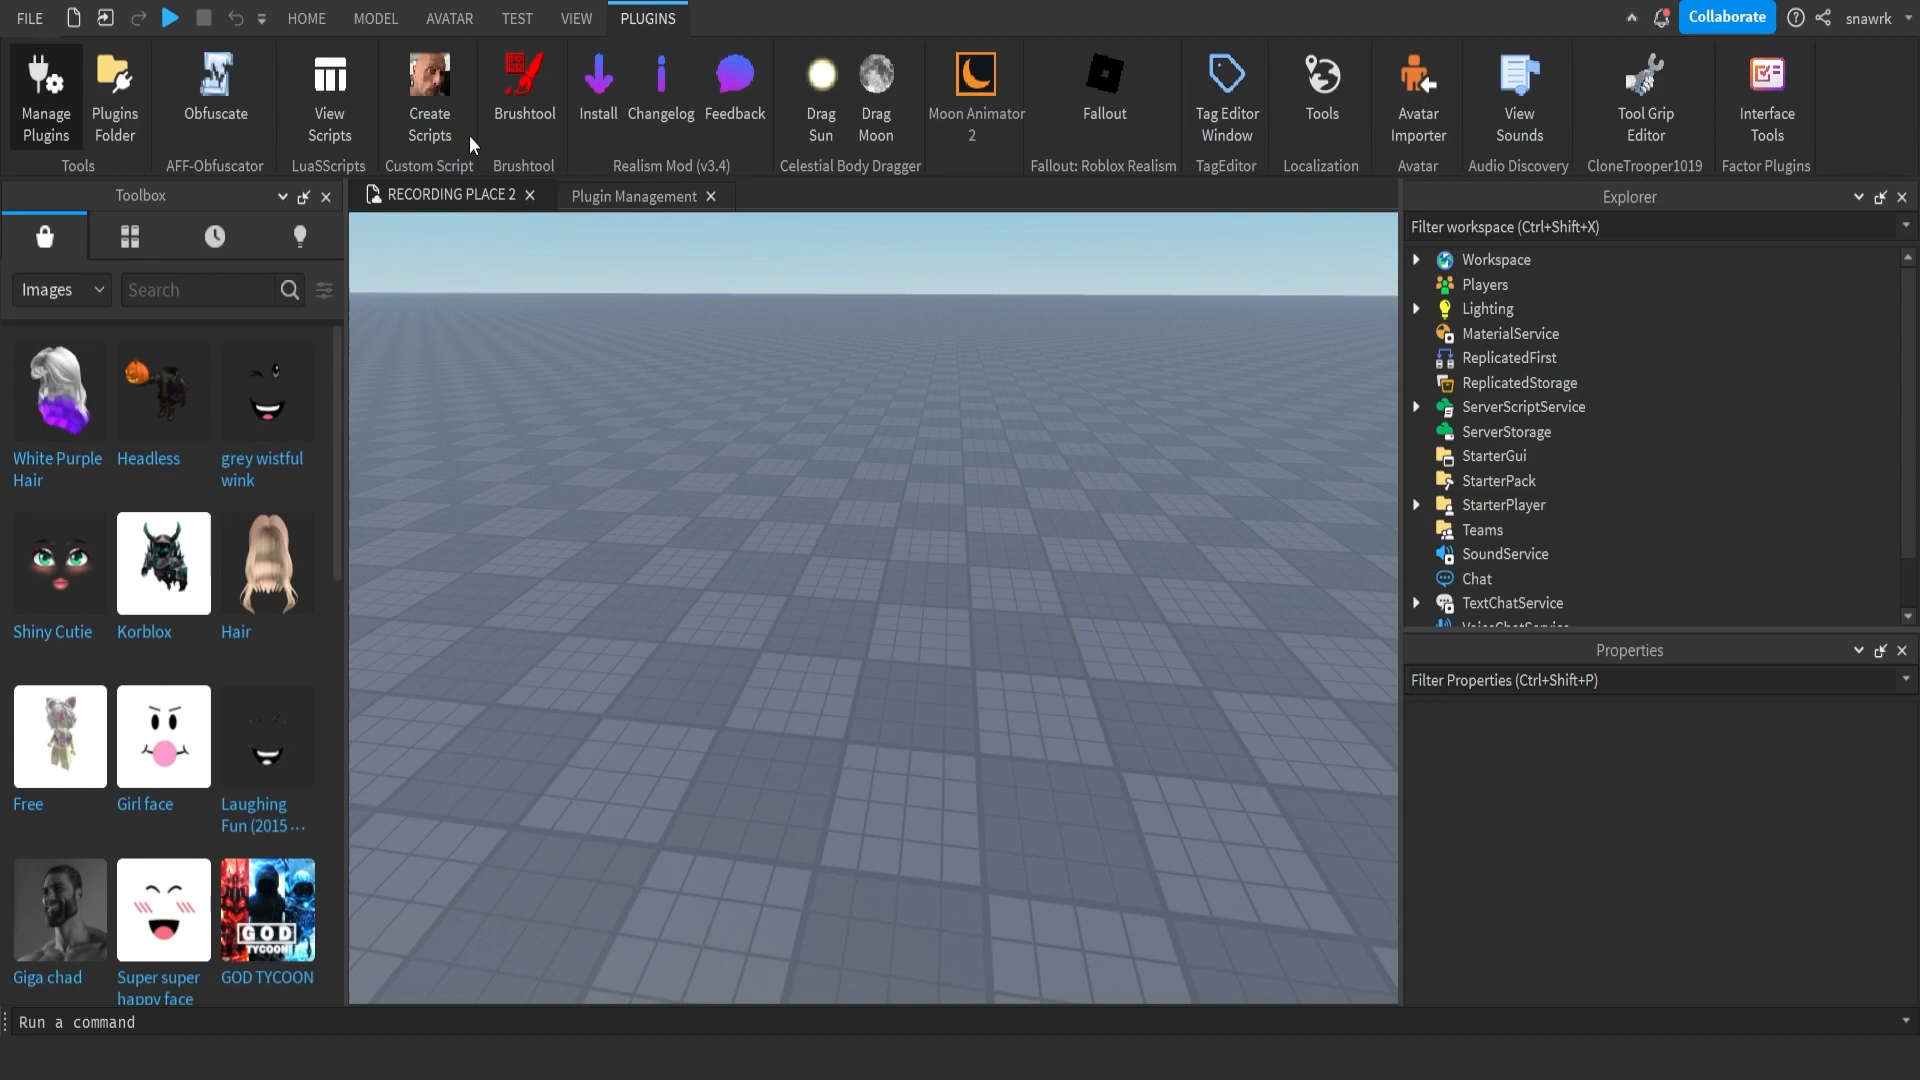 FILE HOME MODEL AVATAR TEST VIEW PLUGINS Collaborate snawrk
Manage Plugins
Plugins Folder
Obfuscate
View Scripts
Create Scripts
Brushtool
Install
Changelog
Feedback
Drag Sun
Drag Moon
Moon Animator 2
Fallout
Tag Editor Window
Tools
Avatar Importer
View Sounds
Tool Grip Editor
Interface Tools
Tools AFF-Obfuscator LuaSScripts Custom Script Brushtool Realism Mod (v3.4) Celestial Body Dragger Fallout: Roblox Realism TagEditor Localization Avatar Audio Discovery CloneTrooper1019 Factor Plugins
Toolbox
RECORDING PLACE 2
Plugin Management
Images
Search
White Purple
Hair
Headless
grey wistful
wink
Shiny Cutie
Korblox
Hair
Free
Girl face
Laughing
Fun (2015 ...
GOD
TYCOON
Giga chad
Super super
happy face
GOD TYCOON
Explorer
Filter workspace (Ctrl+Shift+X)
Workspace
Players
Lighting
MaterialService
ReplicatedFirst
ReplicatedStorage
ServerScriptService
ServerStorage
StarterGui
StarterPack
StarterPlayer
Teams
SoundService
Chat
TextChatService
VoiceChatService
Properties
Filter Properties (Ctrl+Shift+P)
Run a command